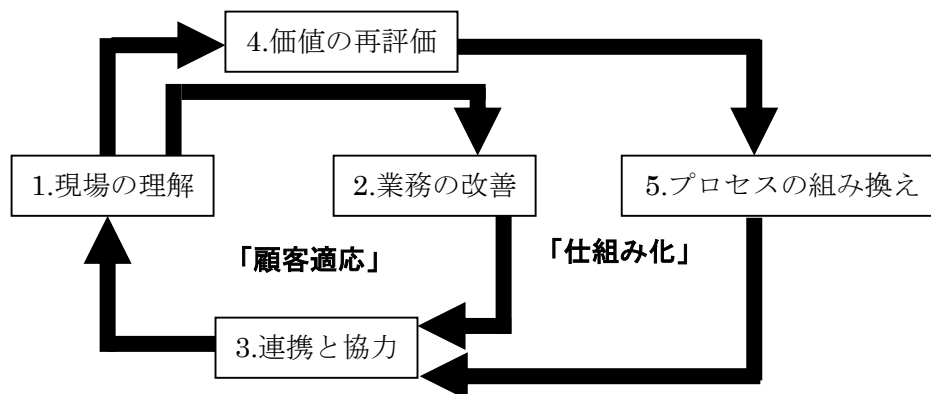 4.価値の再評価
1.現場の理解
2.業務の改善
5.プロセスの組み換え
「顧客適応」
「仕組み化」
3.連携と協力